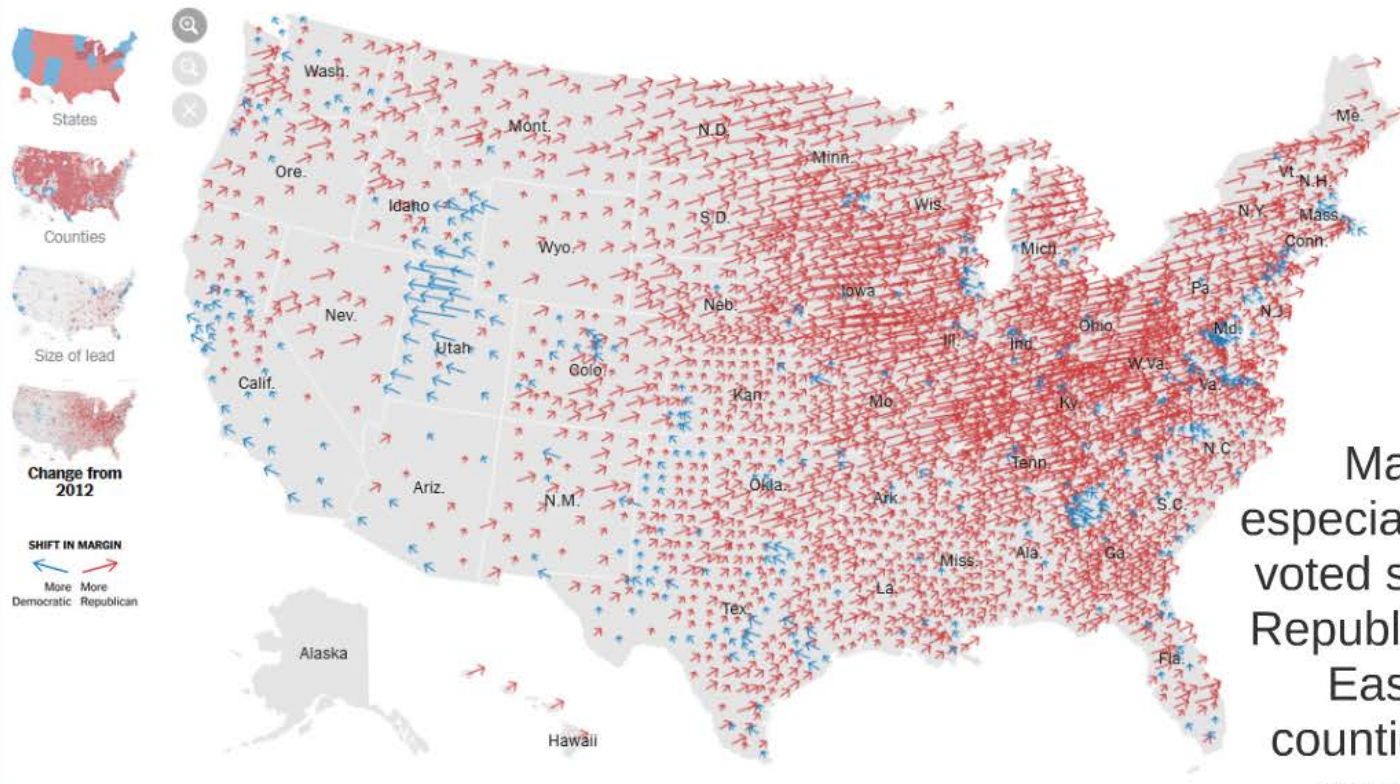 States
Counties
Size of lead
Change from
2012
SHIFT IN MARGIN
More More
Democratic Republican
Wash.
Mont.
N.D.
Minn.
Me.
Ore.
Idaho
Vt.
N.H.
S.D.
Wis.
N.Y.
Mass.
Wyo.
Mich.
Conn.
Nev.
Neb.
Iowa
Pa.
N.J.
Utah
Colo.
Ill.
Ind.
Ohio
Md.
Calif.
Kan.
Mo.
Ky.
W.Va.
Va.
Ariz.
N.M.
Okla.
Ark.
Tenn.
N.C.
S.C.
Tex.
La.
Miss.
Ala.
Ga.
Fla.
Alaska
Hawaii
Ma
especia
voted s
Republ
Eas
counti